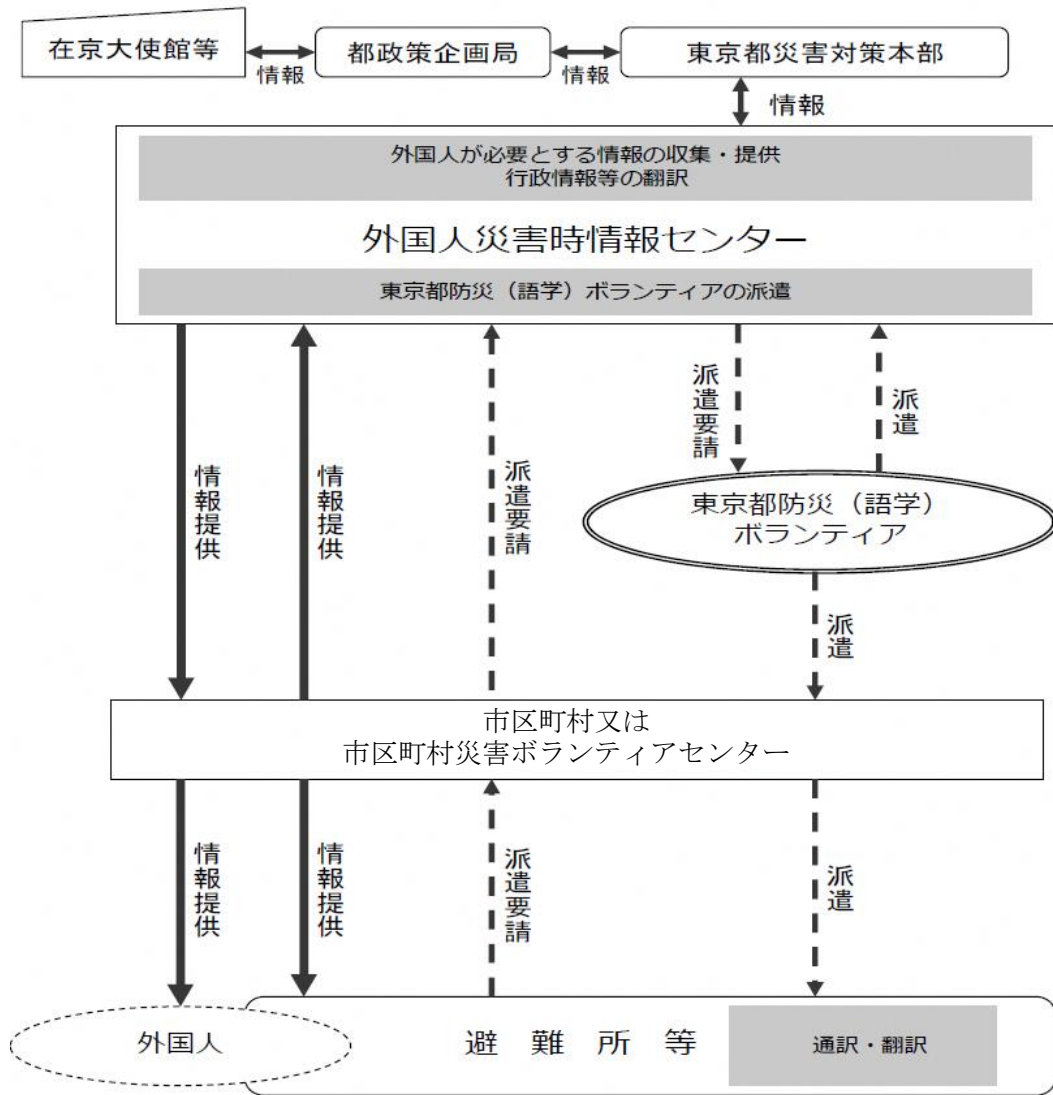 在京大使館等
情報
都政策企画局
情報
東京都災害対策本部
情報
外国人が必要とする情報の収集・提供
行政情報等の翻訳
外国人災害時情報センター
東京都防災（語学）ボランティアの派遣
情報提供
情報提供
派遣要請
派遣要請
派遣
東京都防災（語学）
ボランティア
派遣
市区町村又は
市区町村災害ボランティアセンター
情報提供
情報提供
派遣要請
派遣
外国人
避難所等
通訳・翻訳